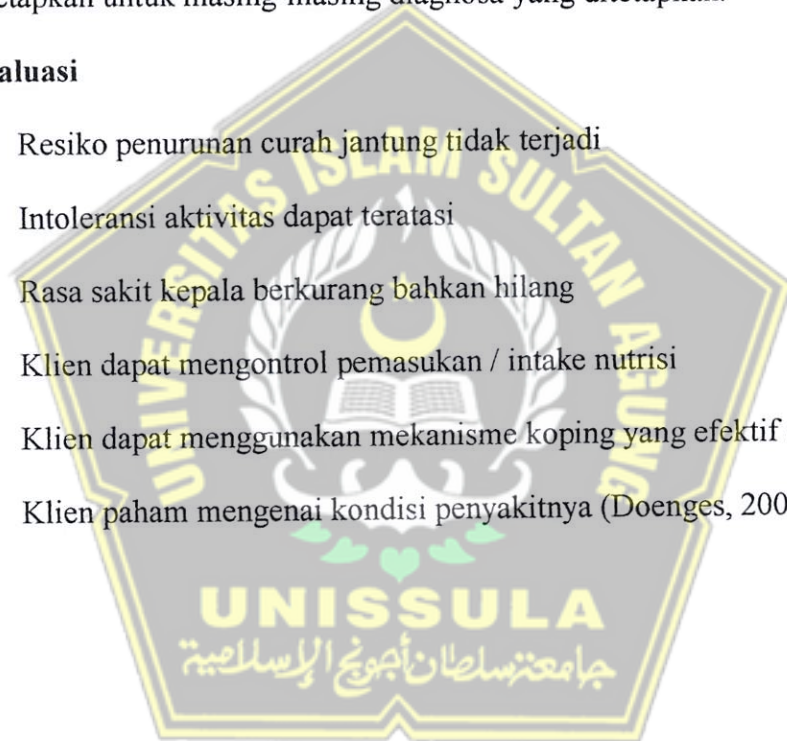 untuk masing-masing diagnosa yang ditetapkan.
aluasi
Resiko penurunan curah jantung tidak terjadi
Intoleransi aktivitas dapat teratasi
Rasa sakit kepala berkurang bahkan hilang
Klien dapat mengontrol pemasukan / intake nutrisi
Klien dapat menggunakan mekanisme koping yang efektif
Klien paham mengenai kondisi penyakitnya (Doenges, 200
UNIVERSITAS ISLAM SULTAN AGUNG
UNISSULA
جامعة سلطان أجونج الإسلامية